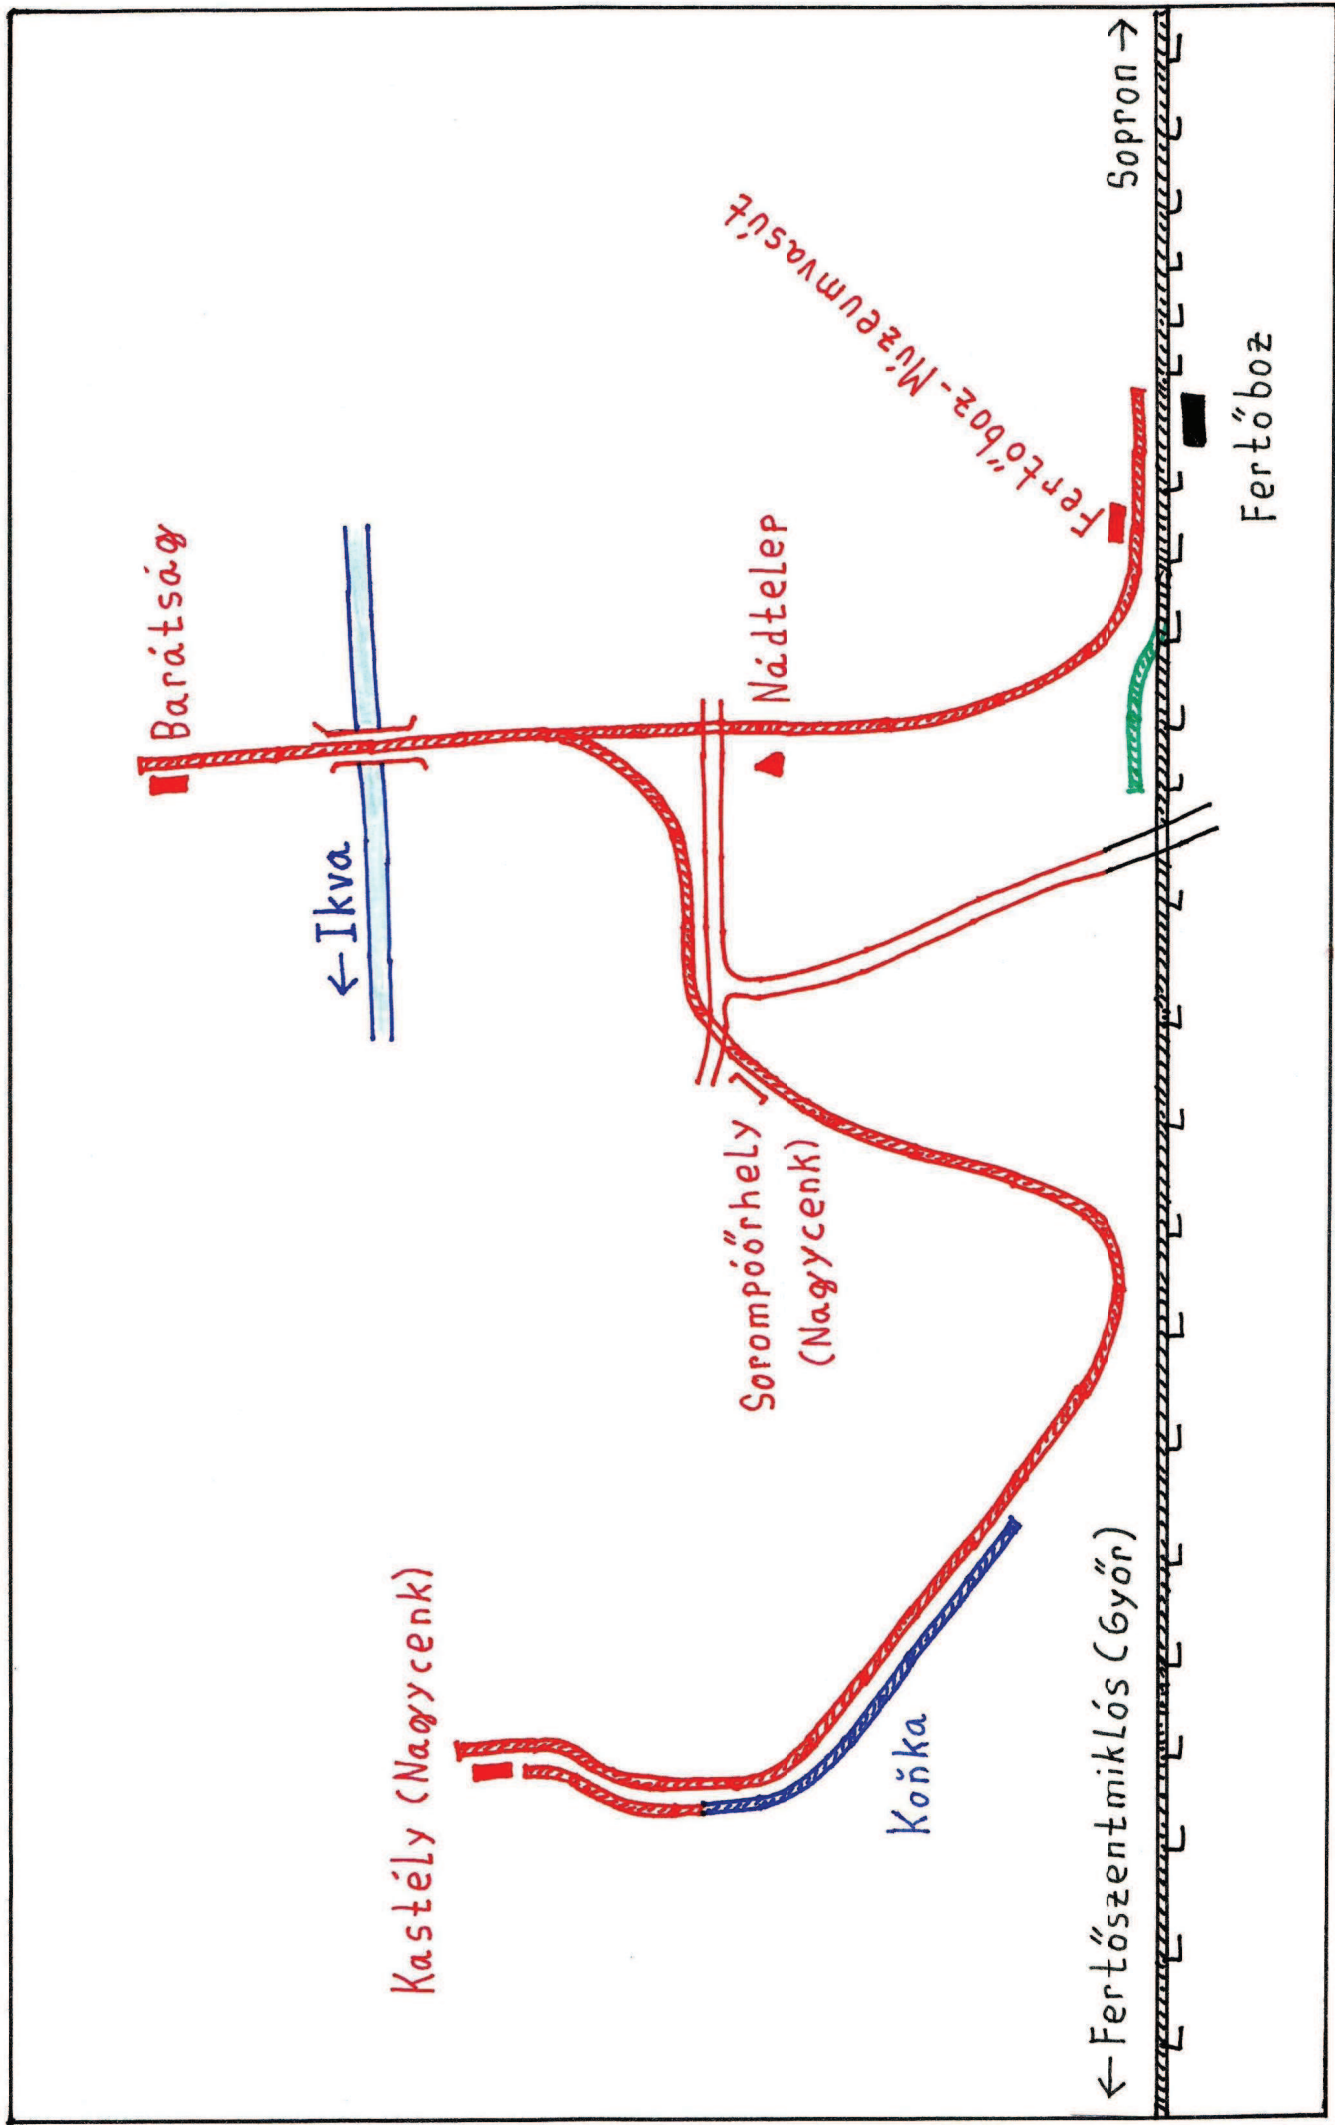 Barátság
←Ikva
Kastély (Nagycenk)
Nádtelep
Sorompóőrhely
(Nagycenk)
Fertőboz-Múzeumvasút
Koňka
←Fertőszentmiklós (Győr)
Sopron→
Fertőboz